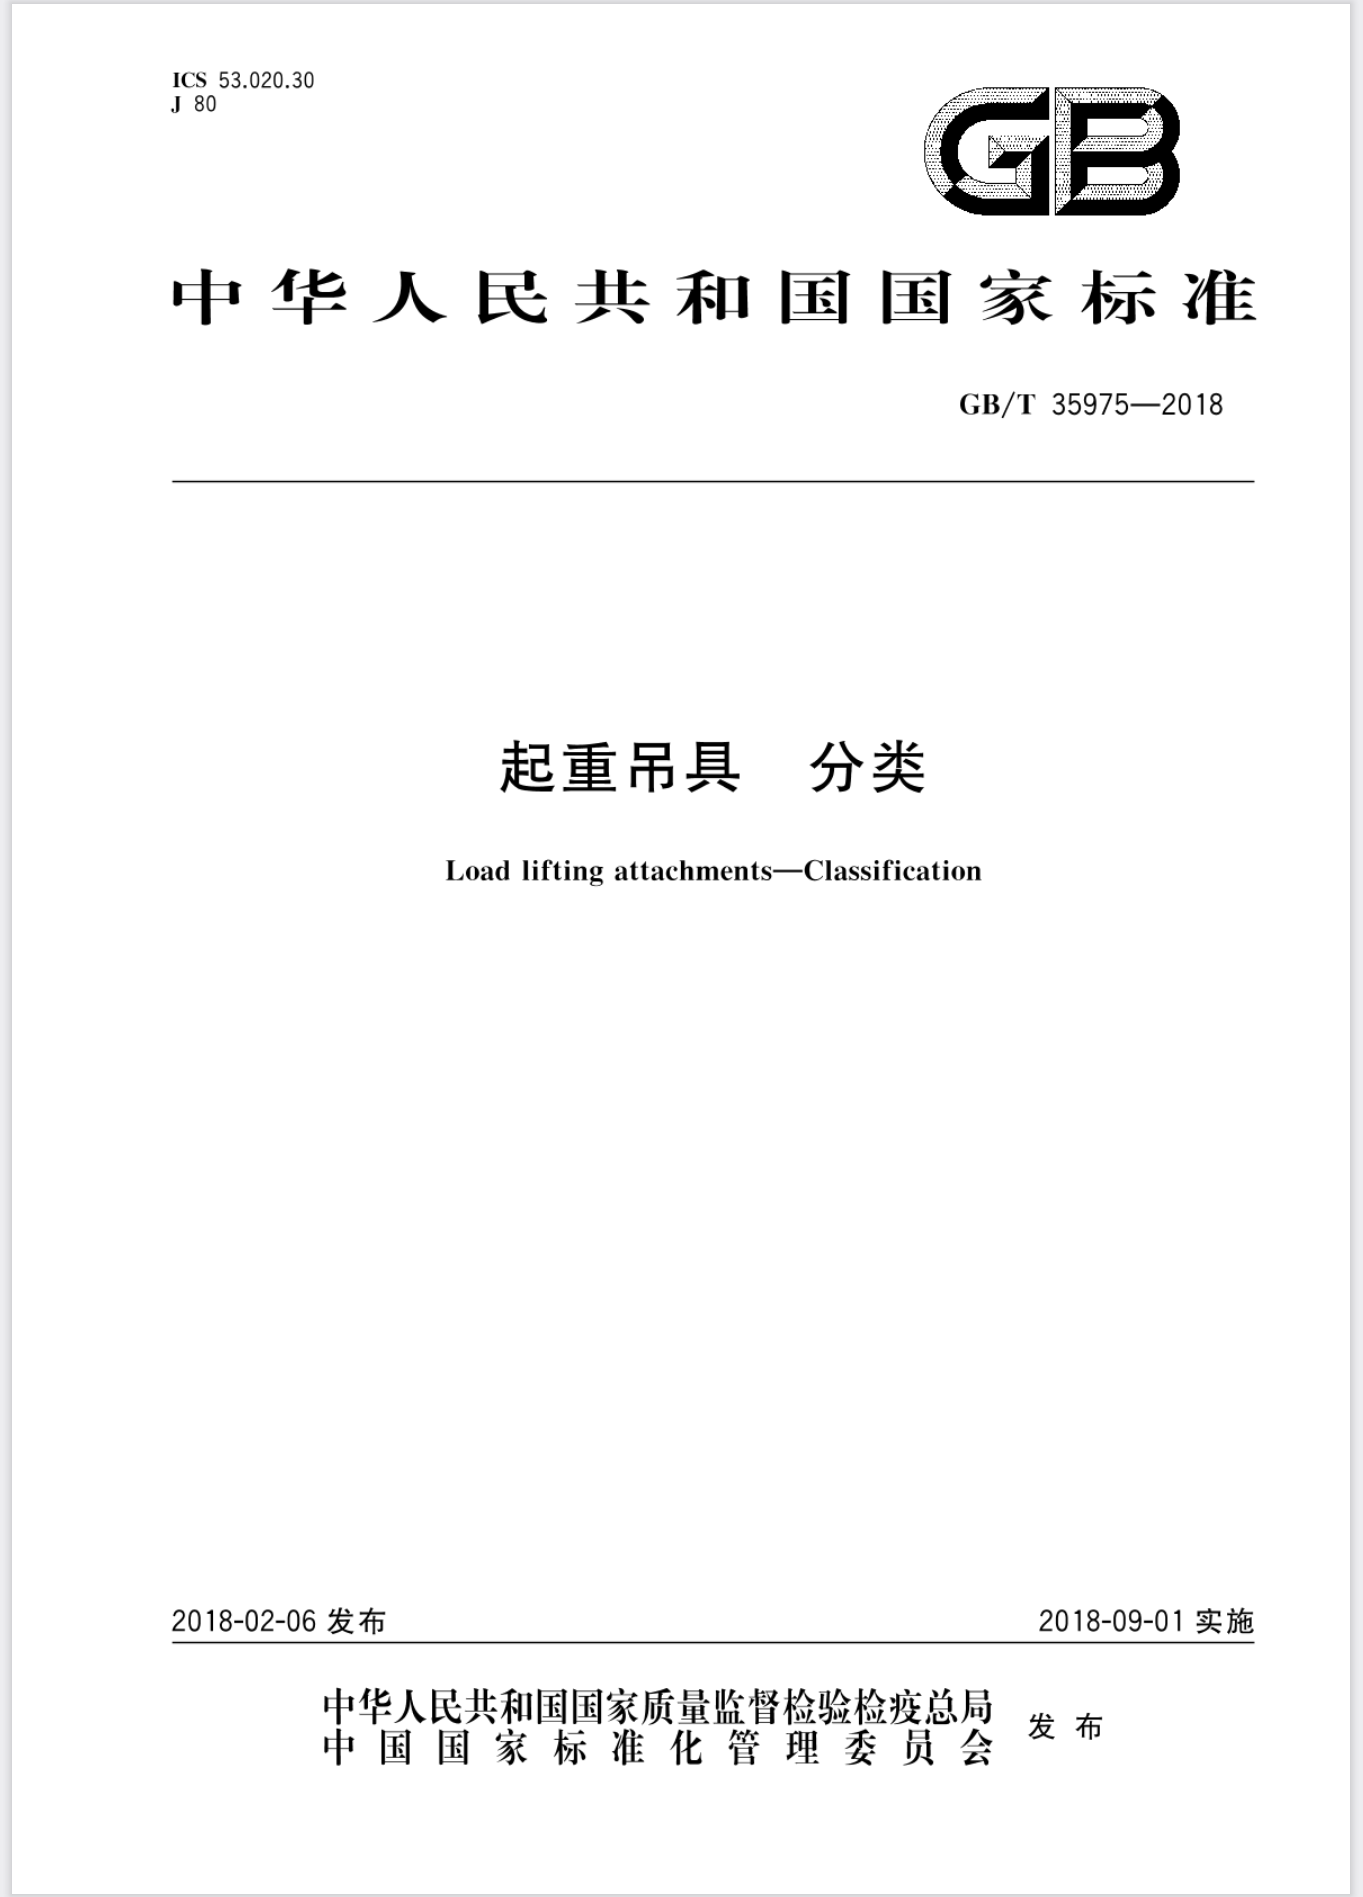 ICS 53.020.30
J 80
GB
中华人民共和国国家标准
GB/T 35975—2018
起重吊具 分类
Load lifting attachments—Classification
2018-02-06 发布
2018-09-01 实施
中华人民共和国国家质量监督检验检疫总局
中国国家标准化管理委员会
发布